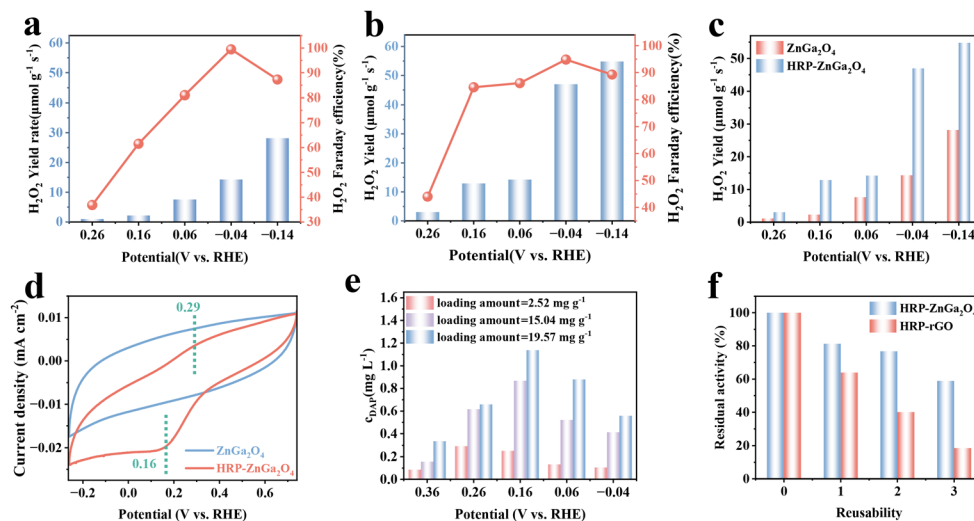 a
H₂O₂ Yield rate(μmol g⁻¹ s⁻¹)
60
50
40
30
20
10
0
0.26
0.16
0.06
−0.04
−0.14
Potential(V vs. RHE)
100
90
80
70
60
50
40
30
H₂O₂ Faraday efficiency(%)
b
H₂O₂ Yield (μmol g⁻¹ s⁻¹)
60
50
40
30
20
10
0
0.26
0.16
0.06
−0.04
−0.14
Potential(V vs. RHE)
100
90
80
70
60
50
40
H₂O₂ Faraday efficiency(%)
c
ZnGa₂O₄
HRP-ZnGa₂O₄
H₂O₂ Yield (μmol g⁻¹ s⁻¹)
50
40
30
20
10
0
0.26
0.16
0.06
−0.04
−0.14
Potential(V vs. RHE)
d
Current density (mA cm⁻²)
0.01
0.00
−0.01
−0.02
0.29
0.16
ZnGa₂O₄
HRP-ZnGa₂O₄
−0.2
0.0
0.2
0.4
0.6
Potential (V vs. RHE)
e
c_DAP(mg L⁻¹)
1.6
1.4
1.2
1.0
0.8
0.6
0.4
0.2
0.0
loading amount=2.52 mg g⁻¹
loading amount=15.04 mg g⁻¹
loading amount=19.57 mg g⁻¹
0.36
0.26
0.16
0.06
−0.04
Potential (V vs. RHE)
f
Residual activity (%)
100
80
60
40
20
0
HRP-ZnGa₂O₄
HRP-rGO
0
1
2
3
Reusability